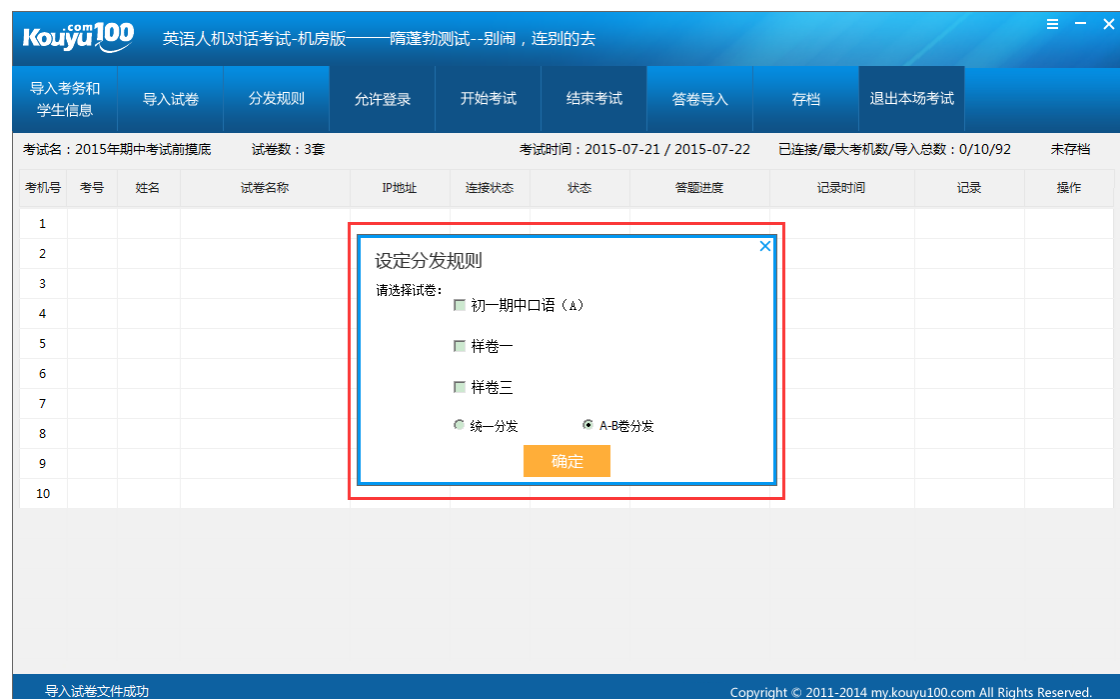 Kouyu100.com 英语人机对话考试-机房版——隋蓬勃测试--别闹，连别的去
导入考务和
学生信息
导入试卷 分发规则 允许登录 开始考试 结束考试 答卷导入 存档 退出本场考试
考试名：2015年期中考试前摸底 试卷数：3套 考试时间：2015-07-21 / 2015-07-22 已连接/最大考机数/导入总数：0/10/92 未存档
考机号 考号 姓名 试卷名称 IP地址 连接状态 状态 答题进度 记录时间 记录 操作
1
2
3
4
5
6
7
8
9
10
设定分发规则
请选择试卷：
初一期中口语（A）
样卷一
样卷三
统一分发 A-B卷分发
确定
导入试卷文件成功 Copyright © 2011-2014 my.kouyu100.com All Rights Reserved.